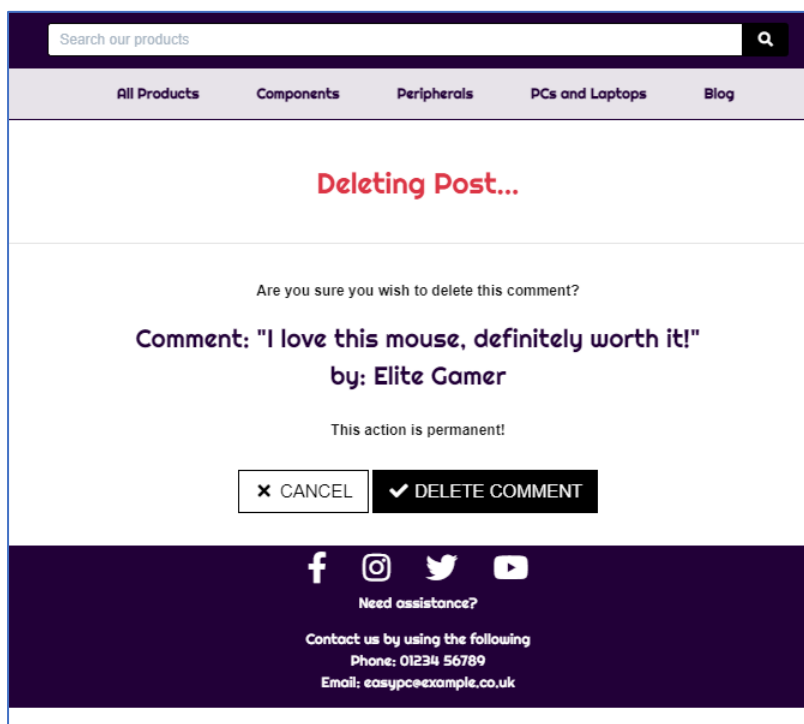 Search our products
All Products Components Peripherals PCs and Laptops Blog
Deleting Post...
Are you sure you wish to delete this comment?
Comment: "I love this mouse, definitely worth it!"
by: Elite Gamer
This action is permanent!
CANCEL DELETE COMMENT
Need assistance?
Contact us by using the following
Phone: 01234 56789
Email: easypc@example.co.uk